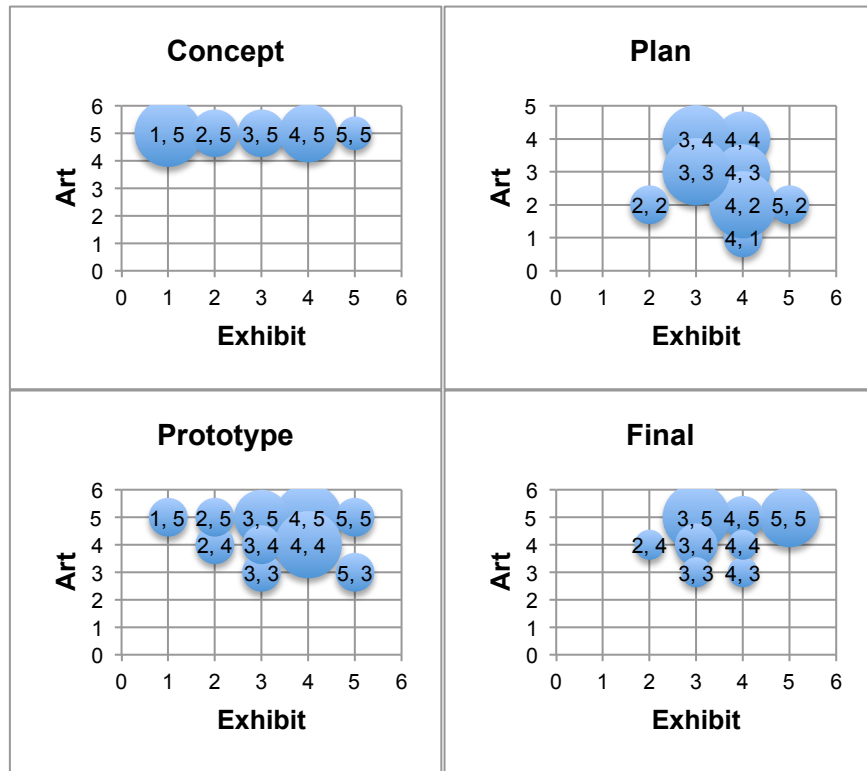 Concept
6
5
4
3
2
1
0
Art
1, 5 2, 5 3, 5 4, 5 5, 5
0 1 2 3 4 5 6
Exhibit
Plan
5
4
3
2
1
0
Art
3, 4 4, 4
3, 3 4, 3
2, 2 4, 2 5, 2
4, 1
0 1 2 3 4 5 6
Exhibit
Prototype
6
5
4
3
2
1
0
Art
1, 5 2, 5 3, 5 4, 5 5, 5
2, 4 3, 4 4, 4
3, 3 5, 3
0 1 2 3 4 5 6
Exhibit
Final
6
5
4
3
2
1
0
Art
3, 5 4, 5 5, 5
2, 4 3, 4 4, 4
3, 3 4, 3
0 1 2 3 4 5 6
Exhibit